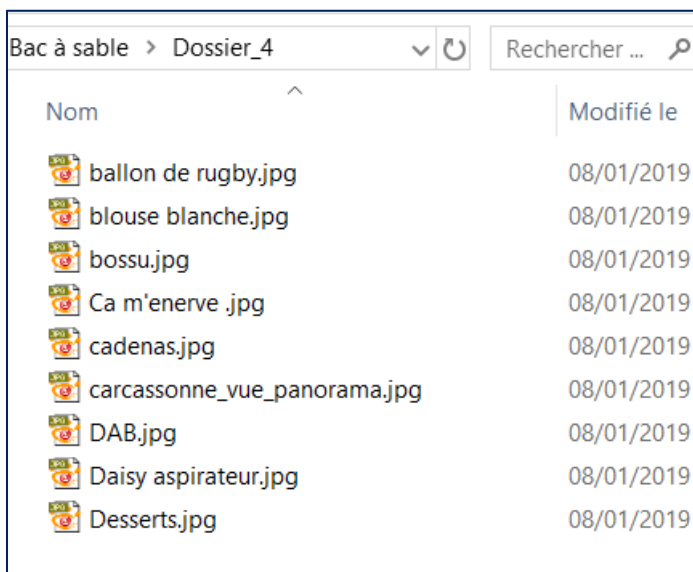 Bac à sable > Dossier_4 Rechercher ...
Nom Modifié le
ballon de rugby.jpg 08/01/2019
blouse blanche.jpg 08/01/2019
bossu.jpg 08/01/2019
Ca m'enerve .jpg 08/01/2019
cadenas.jpg 08/01/2019
carcassonne_vue_panorama.jpg 08/01/2019
DAB.jpg 08/01/2019
Daisy aspirateur.jpg 08/01/2019
Desserts.jpg 08/01/2019